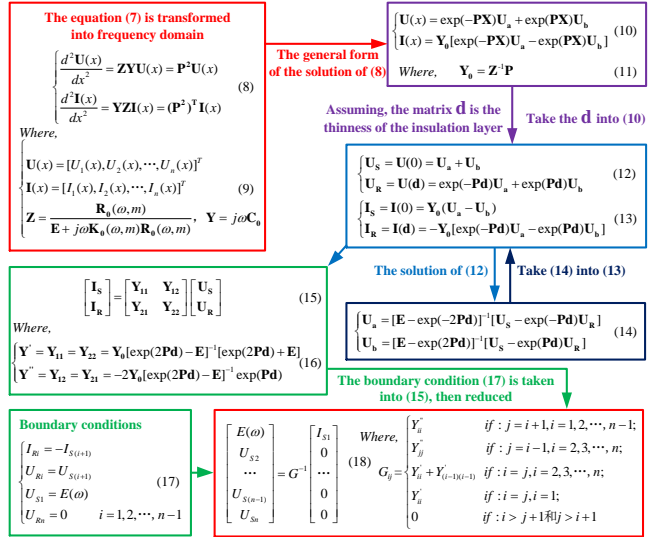 The equation (7) is transformed
into frequency domain
d²U(x)/dx² = ZYU(x) = P²U(x)
(8)
d²I(x)/dx² = YZI(x) = (P²)ᵀI(x)
Where,
U(x) = [U₁(x), U₂(x), ⋯, Uₙ(x)]ᵀ
I(x) = [I₁(x), I₂(x), ⋯, Iₙ(x)]ᵀ (9)
Z = R₀(ω,m) / E + jωK₀(ω,m)R₀(ω,m), Y = jωC₀
The general form
of the solution of (8)
U(x) = exp(-PX)Uₐ + exp(PX)U_b
(10)
I(x) = Y₀[exp(-PX)Uₐ − exp(PX)U_b]
Where, Y₀ = Z⁻¹P (11)
Assuming, the matrix d is the
thinness of the insulation layer
Take the d into (10)
U_S = U(0) = Uₐ + U_b
(12)
U_R = U(d) = exp(-Pd)Uₐ + exp(Pd)U_b
I_S = I(0) = Y₀(Uₐ − U_b)
(13)
I_R = I(d) = −Y₀[exp(-Pd)Uₐ − exp(Pd)U_b]
The solution of (12)
Take (14) into (13)
Uₐ = [E − exp(−2Pd)]⁻¹[U_S − exp(−Pd)U_R]
(14)
U_b = [E − exp(2Pd)]⁻¹[U_S − exp(Pd)U_R]
[I_S] = [Y₁₁ Y₁₂] [U_S]
(15)
[I_R] [Y₂₁ Y₂₂] [U_R]
Where,
Y' = Y₁₁ = Y₂₂ = Y₀[exp(2Pd) − E]⁻¹[exp(2Pd) + E]
(16)
Y'' = Y₁₂ = Y₂₁ = −2Y₀[exp(2Pd) − E]⁻¹ exp(Pd)
The boundary condition (17) is taken
into (15), then reduced
Boundary conditions
I_Ri = −I_S(i+1)
U_Ri = U_S(i+1)
(17)
U_S1 = E(ω)
U_Rn = 0 i = 1, 2, ⋯, n−1
[E(ω)] [I_S1]
[U_S2] [0]
[⋯] = G⁻¹ [⋯] (18)
[U_S(n−1)] [0]
[U_Sn] [0]
Where,
G_ij =
Y''_ii if : j = i+1, i = 1, 2, ⋯, n−1;
Y''_jj if : j = i−1, i = 2, 3, ⋯, n;
Y'_ii + Y'_(i−1)(i−1) if : i = j, i = 2, 3, ⋯, n;
Y'_ii if : i = j, i = 1;
0 if : i > j+1和j > i+1